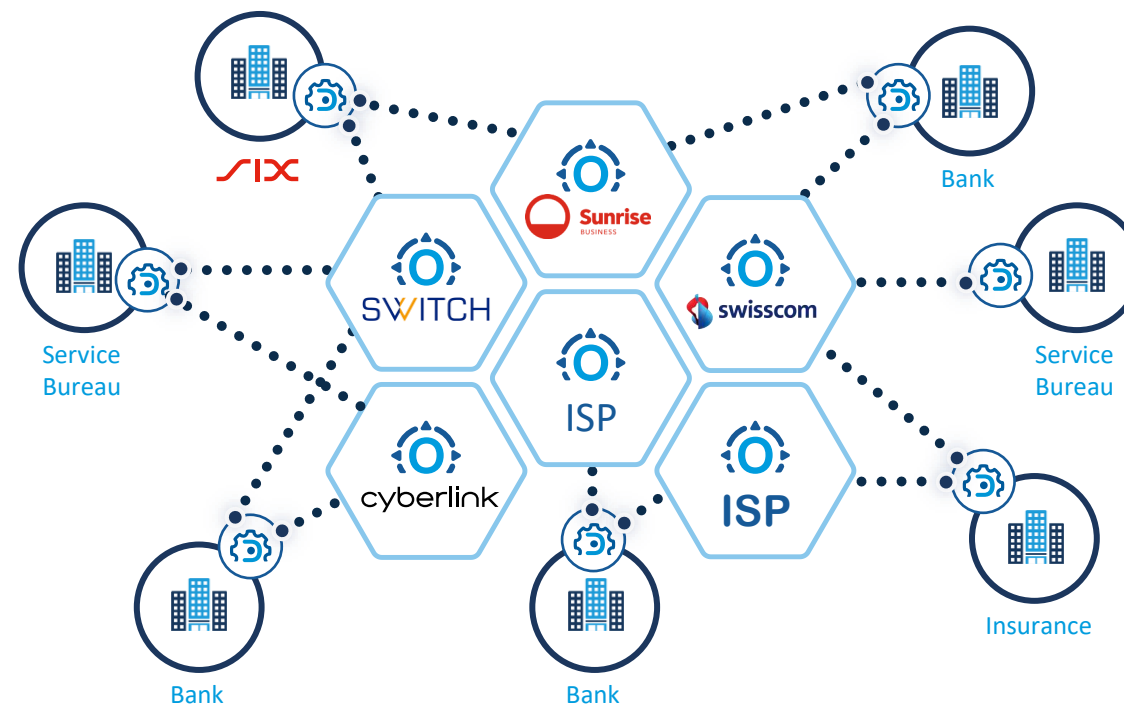 SIX
Bank
Sunrise
BUSINESS
SWITCH
swisscom
Service
Bureau
Service
Bureau
ISP
cyberlink
ISP
Insurance
Bank
Bank